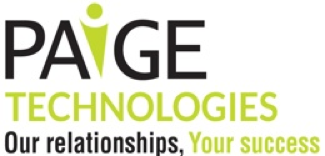 PAiGE
TECHNOLOGIES
Our relationships, Your success